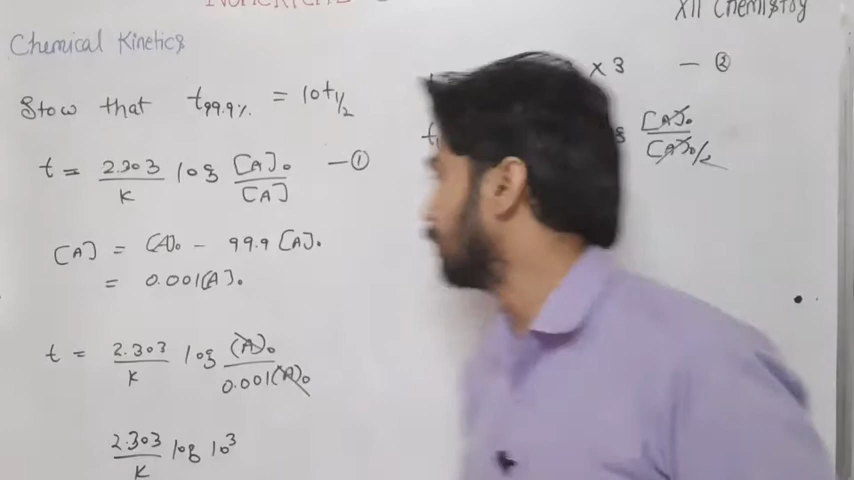 XII Chemistry
Chemical Kinetics
Show that t99.9% = 10t1/2
t = 2.303/K log [A]₀/[A] — ①
[A] = [A]₀ - 99.9 [A]₀
= 0.001[A]₀
t = 2.303/K log [A]₀/0.001[A]₀
2.303/K log 10³
x 3 — ②
[A]₀/[A]₀/2